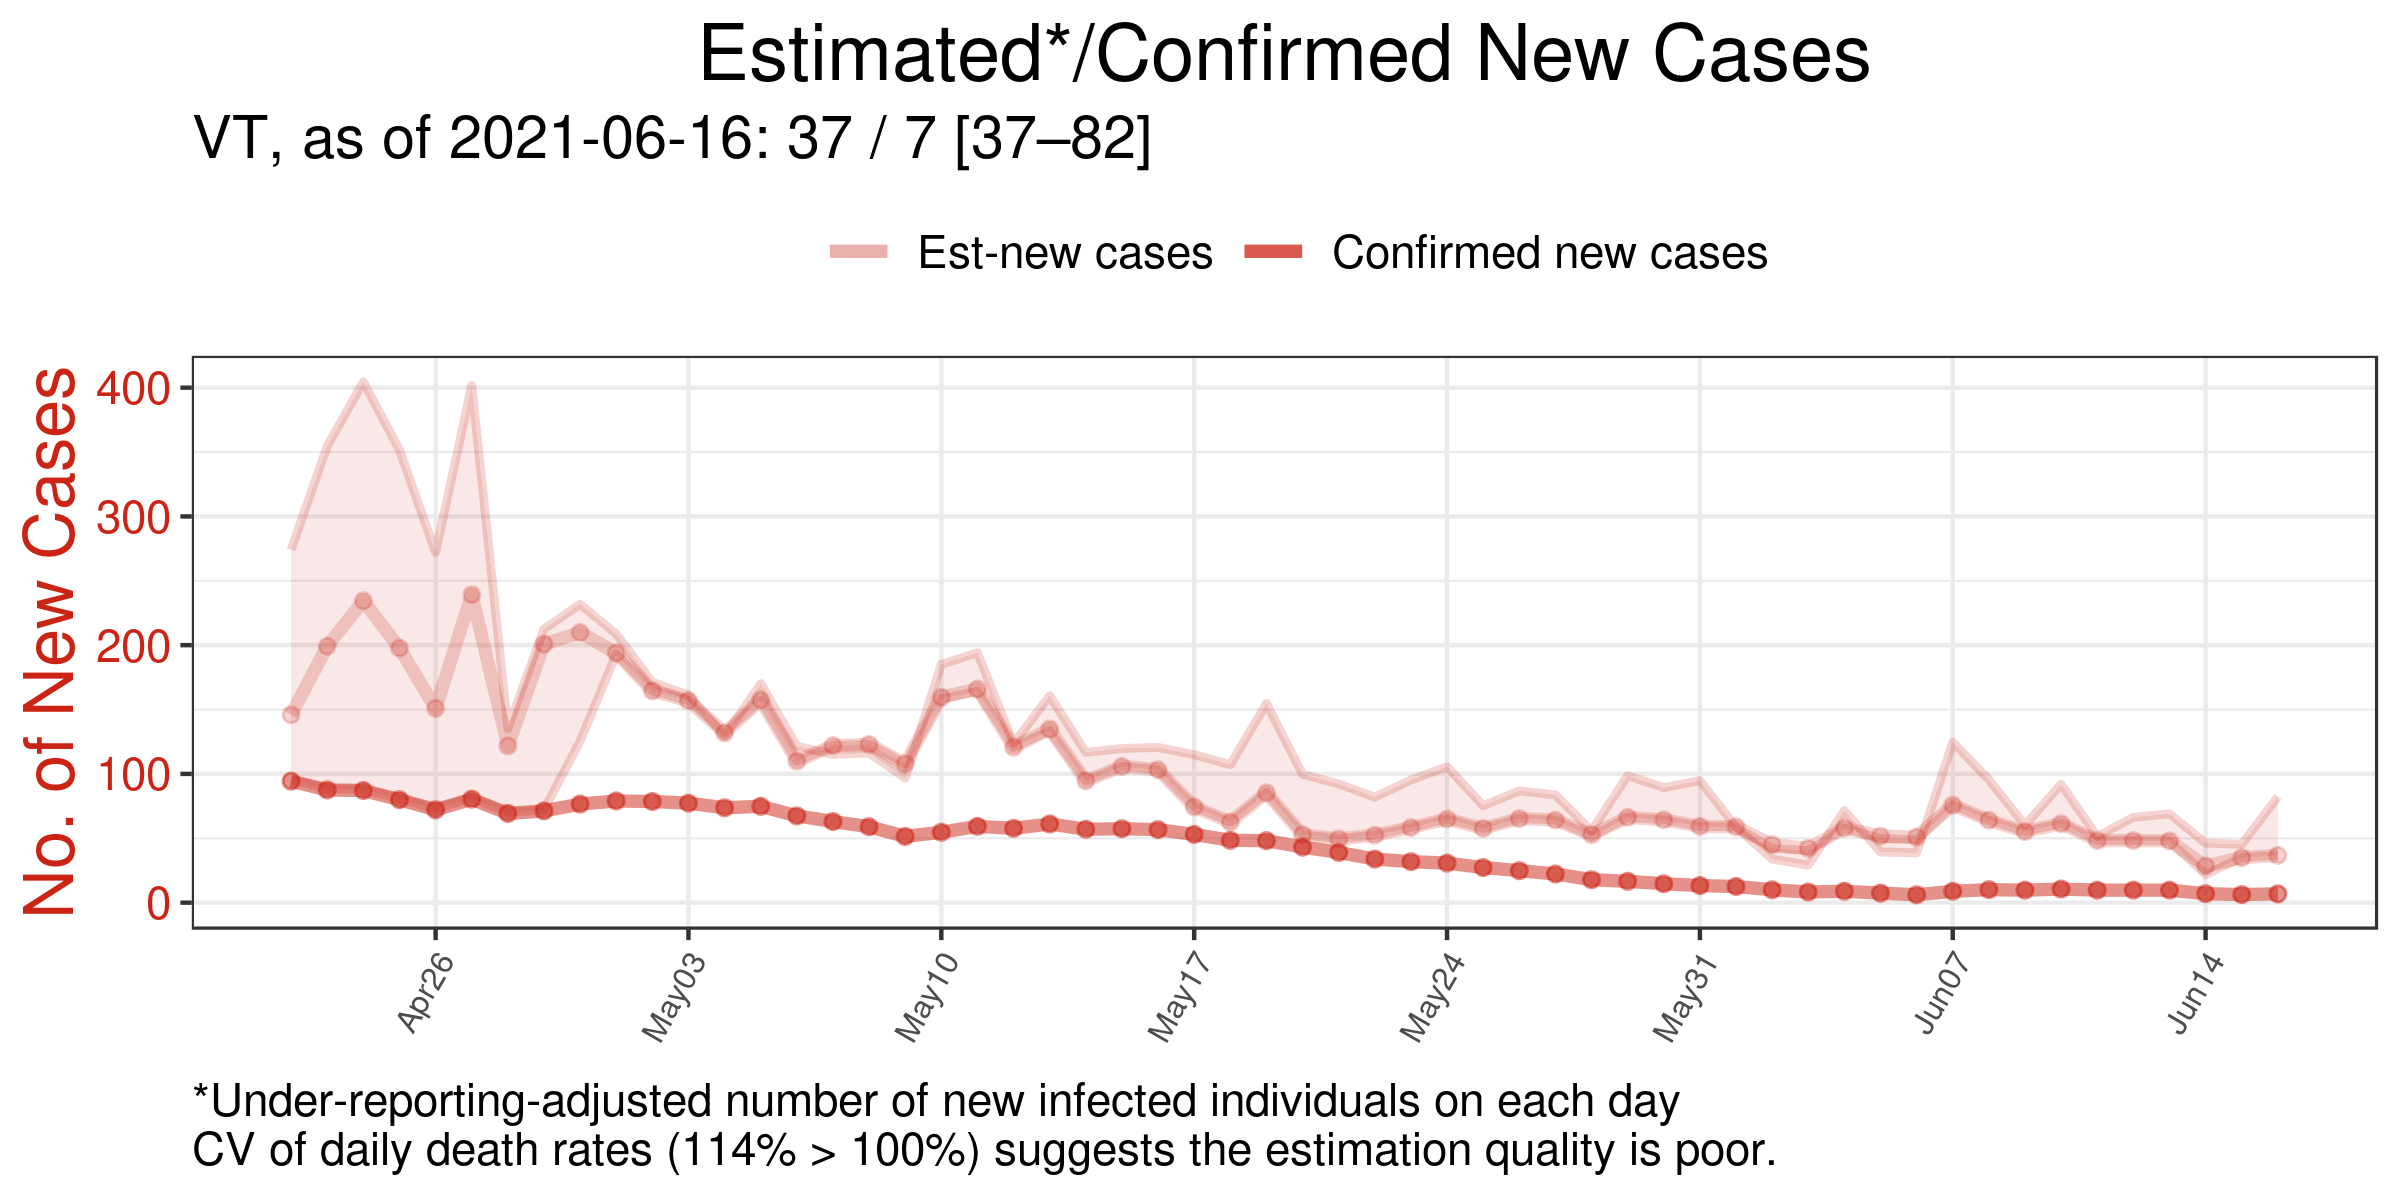 Estimated*/Confirmed New Cases
VT, as of 2021-06-16: 37 / 7 [37–82]
Est-new cases
Confirmed new cases
No. of New Cases
400
300
200
100
0
Apr26
May03
May10
May17
May24
May31
Jun07
Jun14
*Under-reporting-adjusted number of new infected individuals on each day
CV of daily death rates (114% > 100%) suggests the estimation quality is poor.